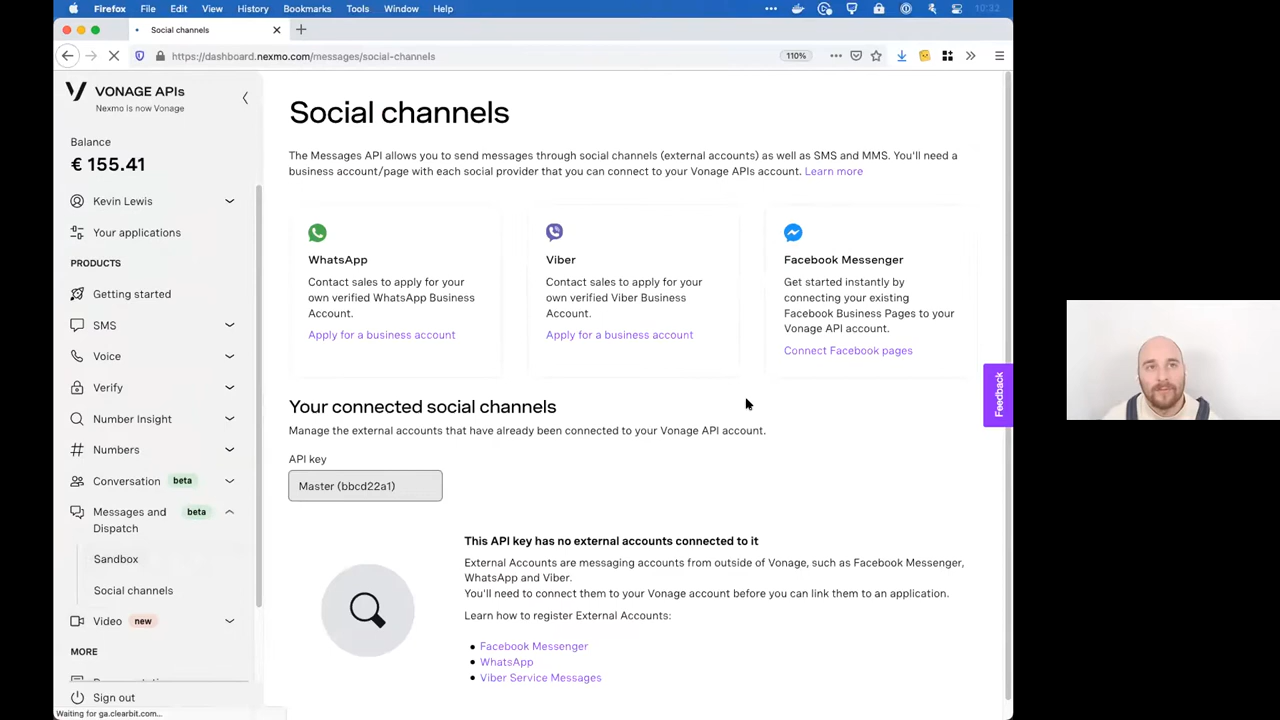 Firefox File Edit View History Bookmarks Tools Window Help 10:32
Social channels
https://dashboard.nexmo.com/messages/social-channels 110%
VONAGE APIs
Nexmo is now Vonage
Balance
€ 155.41
Kevin Lewis
Your applications
PRODUCTS
Getting started
SMS
Voice
Verify
Number Insight
Numbers
Conversation beta
Messages and beta
Dispatch
Sandbox
Social channels
Video new
MORE
Sign out
Waiting for ga.clearbit.com...
Social channels
The Messages API allows you to send messages through social channels (external accounts) as well as SMS and MMS. You'll need a
business account/page with each social provider that you can connect to your Vonage APIs account. Learn more
WhatsApp
Contact sales to apply for your
own verified WhatsApp Business
Account.
Apply for a business account
Viber
Contact sales to apply for your
own verified Viber Business
Account.
Apply for a business account
Facebook Messenger
Get started instantly by
connecting your existing
Facebook Business Pages to your
Vonage API account.
Connect Facebook pages
Your connected social channels
Manage the external accounts that have already been connected to your Vonage API account.
API key
Master (bbcd22a1)
This API key has no external accounts connected to it
External Accounts are messaging accounts from outside of Vonage, such as Facebook Messenger,
WhatsApp and Viber.
You'll need to connect them to your Vonage account before you can link them to an application.
Learn how to register External Accounts:
Facebook Messenger
WhatsApp
Viber Service Messages
Feedback